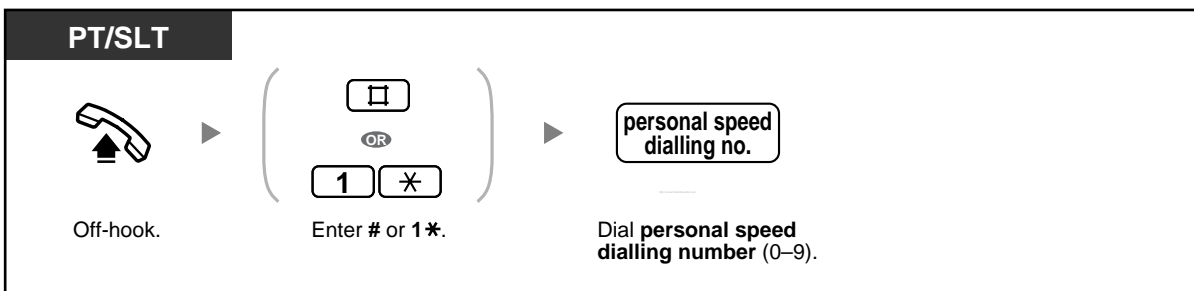 PT/SLT
#
OR
1 *
personal speed
dialling no.
Off-hook.
Enter # or 1*.
Dial personal speed
dialling number (0–9).